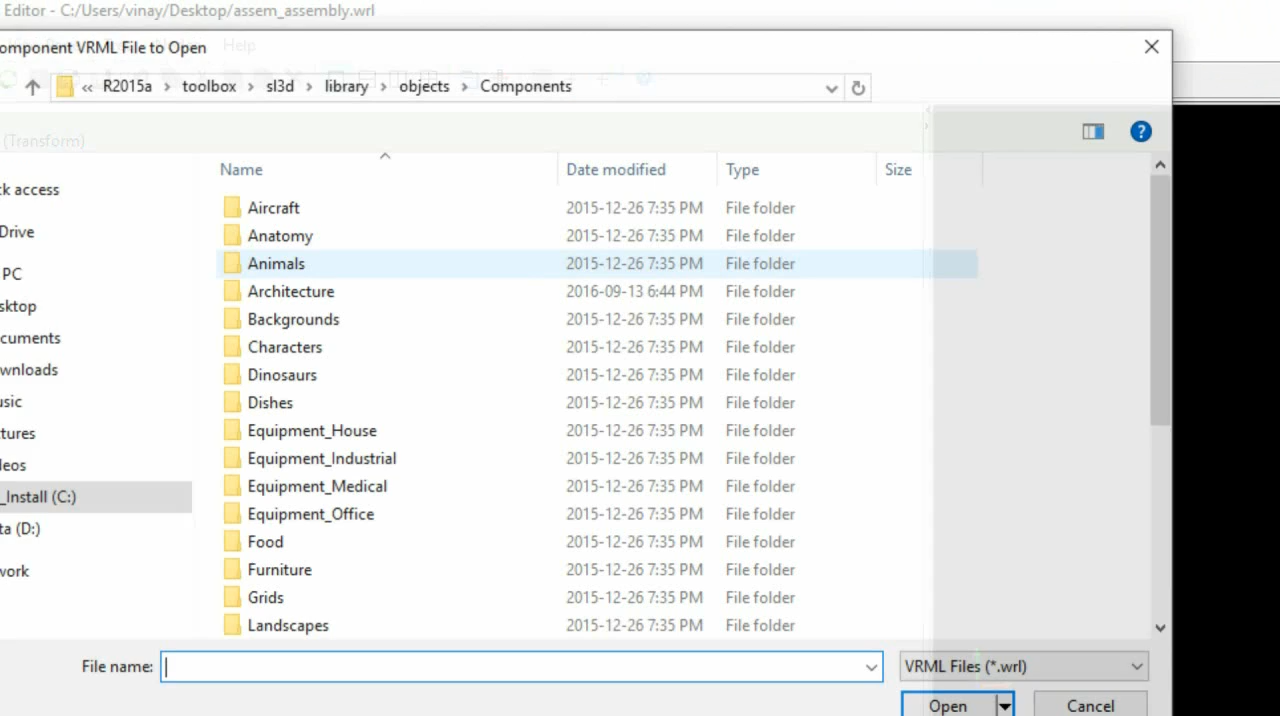 Editor - C:/Users/vinay/Desktop/assem_assembly.wrl
omponent VRML File to Open
Help
« R2015a > toolbox > sl3d > library > objects > Components
(Transform)
Name Date modified Type Size
ck access
Drive
PC
sktop
cuments
wnloads
usic
tures
leos
_Install (C:)
ta (D:)
work
Aircraft 2015-12-26 7:35 PM File folder
Anatomy 2015-12-26 7:35 PM File folder
Animals 2015-12-26 7:35 PM File folder
Architecture 2016-09-13 6:44 PM File folder
Backgrounds 2015-12-26 7:35 PM File folder
Characters 2015-12-26 7:35 PM File folder
Dinosaurs 2015-12-26 7:35 PM File folder
Dishes 2015-12-26 7:35 PM File folder
Equipment_House 2015-12-26 7:35 PM File folder
Equipment_Industrial 2015-12-26 7:35 PM File folder
Equipment_Medical 2015-12-26 7:35 PM File folder
Equipment_Office 2015-12-26 7:35 PM File folder
Food 2015-12-26 7:35 PM File folder
Furniture 2015-12-26 7:35 PM File folder
Grids 2015-12-26 7:35 PM File folder
Landscapes 2015-12-26 7:35 PM File folder
File name: VRML Files (*.wrl)
Open Cancel